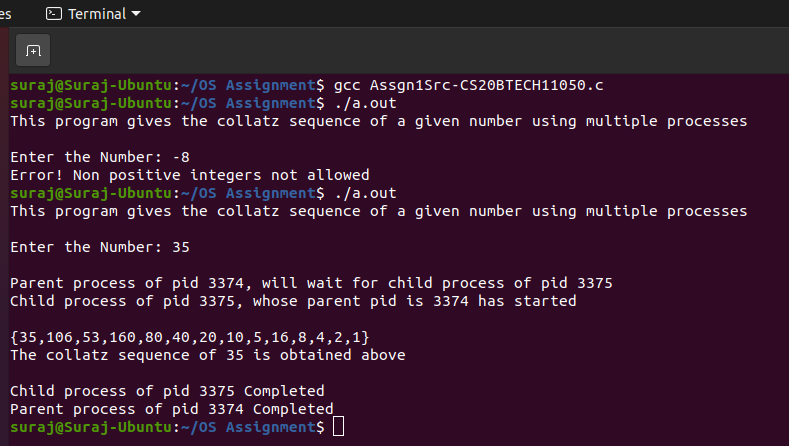 es Terminal
suraj@Suraj-Ubuntu:~/OS Assignment$ gcc Assgn1Src-CS20BTECH11050.c
suraj@Suraj-Ubuntu:~/OS Assignment$ ./a.out
This program gives the collatz sequence of a given number using multiple processes
Enter the Number: -8
Error! Non positive integers not allowed
suraj@Suraj-Ubuntu:~/OS Assignment$ ./a.out
This program gives the collatz sequence of a given number using multiple processes
Enter the Number: 35
Parent process of pid 3374, will wait for child process of pid 3375
Child process of pid 3375, whose parent pid is 3374 has started
{35,106,53,160,80,40,20,10,5,16,8,4,2,1}
The collatz sequence of 35 is obtained above
Child process of pid 3375 Completed
Parent process of pid 3374 Completed
suraj@Suraj-Ubuntu:~/OS Assignment$